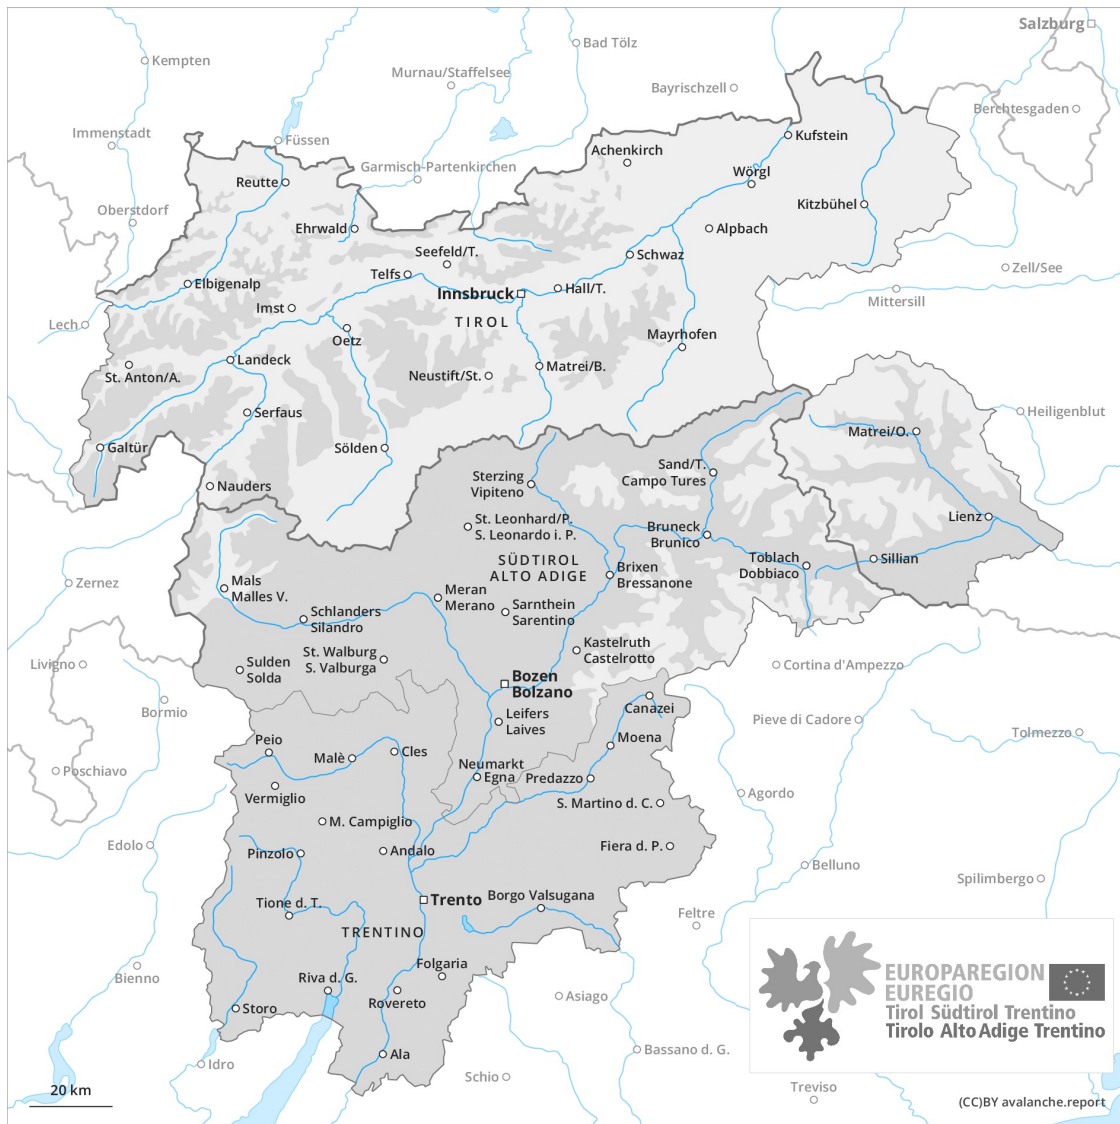 Salzburg
Bad Tölz
Kempten
Murnau/Staffelsee
Bayrischzell
Berchtesgaden
Immenstadt
Füssen
Kufstein
Achenkirch
Garmisch-Partenkirchen
Wörgl
Reutte
Kitzbühel
Oberstdorf
Ehrwald
Alpbach
Seefeld/T.
Schwaz
Telfs
Zell/See
Elbigenalp
Innsbruck
Hall/T.
Mittersill
Imst
TIROL
Lech
Oetz
Mayrhofen
Landeck
Matrei/B.
St. Anton/A.
Neustift/St.
Serfaus
Heiligenblut
Matrei/O.
Galtür
Sölden
Sand/T.
Campo Tures
Sterzing
Vipiteno
Nauders
St. Leonhard/P.
S. Leonardo i. P.
Lienz
Bruneck
Brunico
SÜDTIROL
ALTO ADIGE
Toblach
Dobbiaco
Sillian
Brixen
Bressanone
Zernez
Mals
Malles V.
Meran
Merano
Sarnthein
Sarentino
Schlanders
Silandro
Kastelruth
Castelrotto
St. Walburg
S. Valburga
Livigno
Sulden
Solda
Cortina d'Ampezzo
Bozen
Bolzano
Bormio
Canazei
Leifers
Laives
Pieve di Cadore
Tolmezzo
Peio
Moena
Cles
Malè
Neumarkt
Egna
Poschiavo
Predazzo
Vermiglio
Agordo
S. Martino d. C.
M. Campiglio
Edolo
Pinzolo
Andalo
Fiera d. P.
Belluno
Spilimbergo
Trento
Borgo Valsugana
Tione d. T.
Feltre
TRENTINO
Folgaria
Bienno
Riva d. G.
Rovereto
Asiago
Storo
EUROPAREGION
EUREGIO
Tirol Südtirol Trentino
Tirolo Alto Adige Trentino
Ala
Idro
Bassano d. G.
Schio
20 km
Treviso
(CC)BY avalanche.report